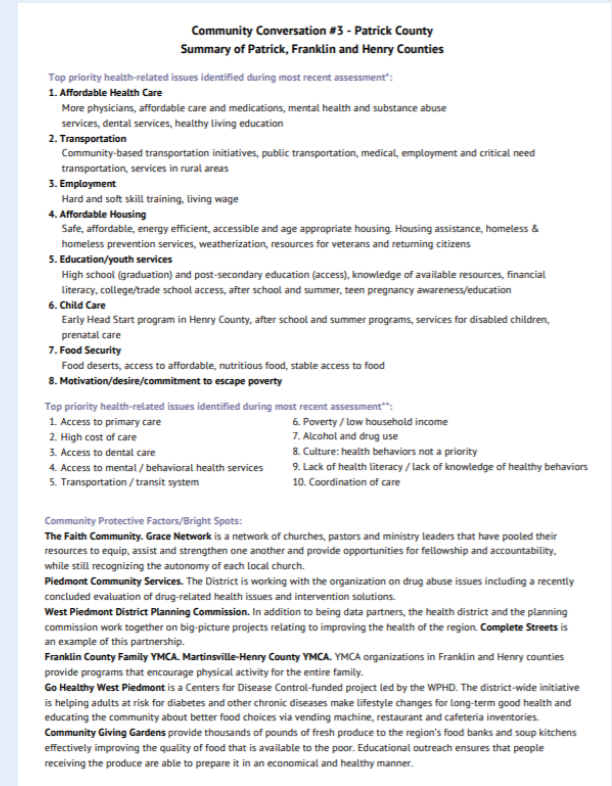 Community Conversation #3 - Patrick County
Summary of Patrick, Franklin and Henry Counties
Top priority health-related issues identified during most recent assessment*:
1. Affordable Health Care
More physicians, affordable care and medications, mental health and substance abuse
services, dental services, healthy living education
2. Transportation
Community-based transportation initiatives, public transportation, medical, employment and critical need
transportation, services in rural areas
3. Employment
Hard and soft skill training, living wage
4. Affordable Housing
Safe, affordable, energy efficient, accessible and age appropriate housing. Housing assistance, homeless &
homeless prevention services, weatherization, resources for veterans and returning citizens
5. Education/youth services
High school (graduation) and post-secondary education (access), knowledge of available resources, financial
literacy, college/trade school access, after school and summer, teen pregnancy awareness/education
6. Child Care
Early Head Start program in Henry County, after school and summer programs, services for disabled children,
prenatal care
7. Food Security
Food deserts, access to affordable, nutritious food, stable access to food
8. Motivation/desire/commitment to escape poverty
Top priority health-related issues identified during most recent assessment**:
1. Access to primary care
2. High cost of care
3. Access to dental care
4. Access to mental / behavioral health services
5. Transportation / transit system
6. Poverty / low household income
7. Alcohol and drug use
8. Culture: health behaviors not a priority
9. Lack of health literacy / lack of knowledge of healthy behaviors
10. Coordination of care
Community Protective Factors/Bright Spots:
The Faith Community. Grace Network is a network of churches, pastors and ministry leaders that have pooled their
resources to equip, assist and strengthen one another and provide opportunities for fellowship and accountability,
while still recognizing the autonomy of each local church.
Piedmont Community Services. The District is working with the organization on drug abuse issues including a recently
concluded evaluation of drug-related health issues and intervention solutions.
West Piedmont District Planning Commission. In addition to being data partners, the health district and the planning
commission work together on big-picture projects relating to improving the health of the region. Complete Streets is
an example of this partnership.
Franklin County Family YMCA. Martinsville-Henry County YMCA. YMCA organizations in Franklin and Henry counties
provide programs that encourage physical activity for the entire family.
Go Healthy West Piedmont is a Centers for Disease Control-funded project led by the WPHD. The district-wide initiative
is helping adults at risk for diabetes and other chronic diseases make lifestyle changes for long-term good health and
educating the community about better food choices via vending machine, restaurant and cafeteria inventories.
Community Giving Gardens provide thousands of pounds of fresh produce to the region's food banks and soup kitchens
effectively improving the quality of food that is available to the poor. Educational outreach ensures that people
receiving the produce are able to prepare it in an economical and healthy manner.